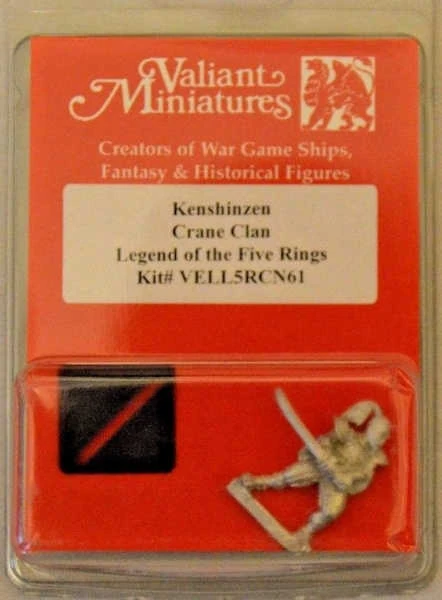 Valiant
Miniatures
Creators of War Game Ships,
Fantasy & Historical Figures
Kenshinzen
Crane Clan
Legend of the Five Rings
Kit# VELL5RCN61